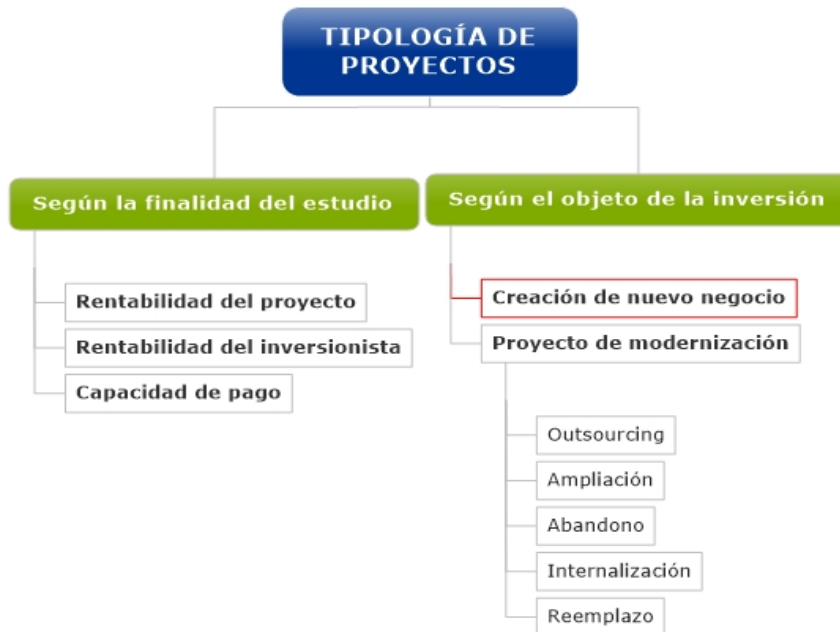 TIPOLOGÍA DE
PROYECTOS
Según la finalidad del estudio
Rentabilidad del proyecto
Rentabilidad del inversionista
Capacidad de pago
Según el objeto de la inversión
Creación de nuevo negocio
Proyecto de modernización
Outsourcing
Ampliación
Abandono
Internalización
Reemplazo